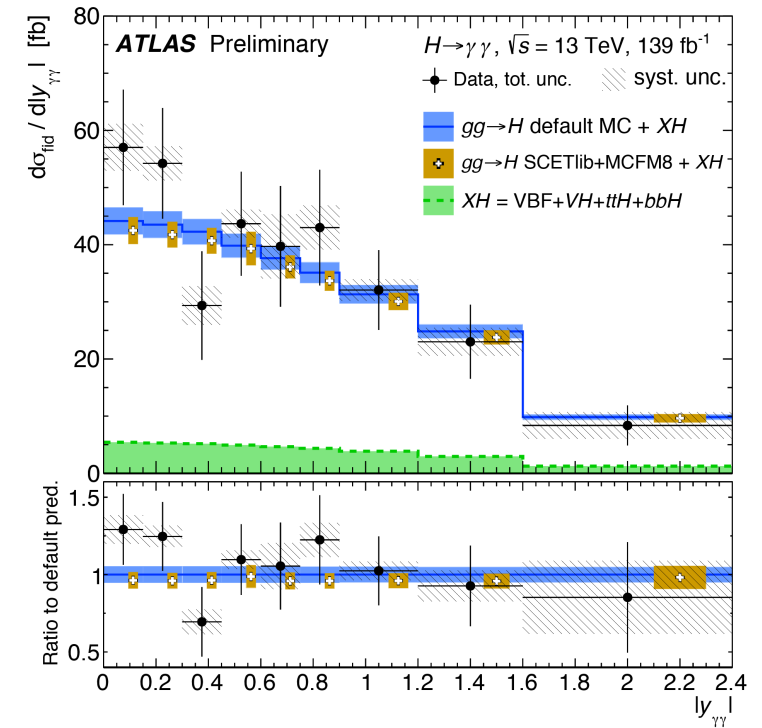 ATLAS Preliminary
H→γγ, √s = 13 TeV, 139 fb⁻¹
Data, tot. unc. syst. unc.
gg→H default MC + XH
gg→H SCETlib+MCFM8 + XH
XH = VBF+VH+ttH+bbH
dσ_fid / d|y_γγ| [fb]
80
60
40
20
0
Ratio to default pred.
1.5
1
0.5
0 0.2 0.4 0.6 0.8 1 1.2 1.4 1.6 1.8 2 2.2 2.4
|y_γγ|